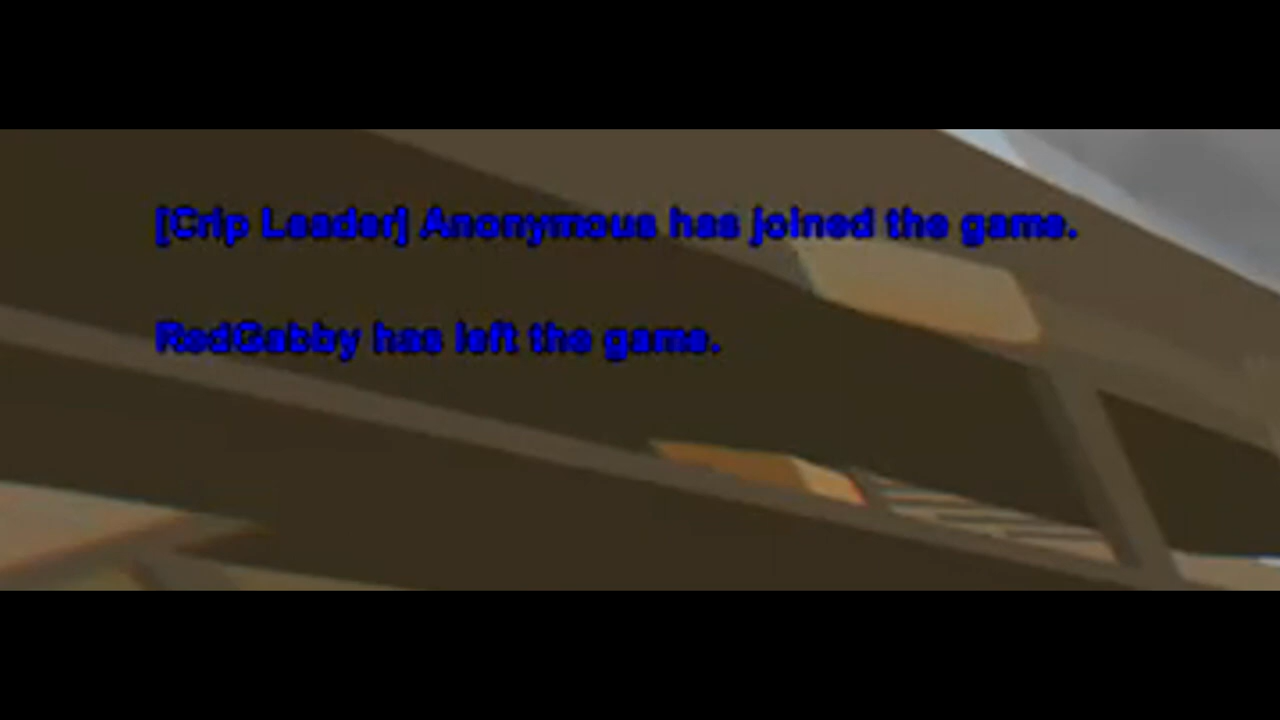 [Crip Leader] Anonymous has joined the game.
RedGabby has left the game.